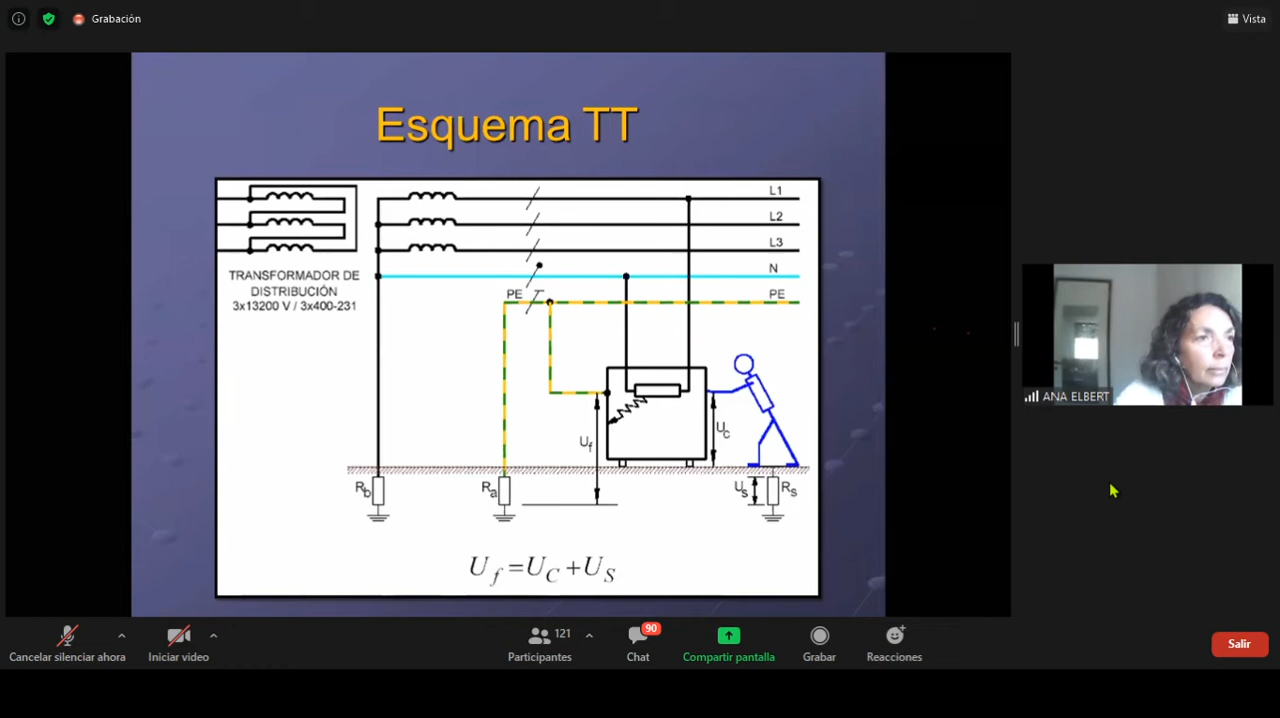 Grabación
Vista
Esquema TT
L1
L2
L3
N
PE
PE
TRANSFORMADOR DE
DISTRIBUCIÓN
3x13200 V / 3x400-231
Uf
Uc
Rb
Ra
Us
Rs
Uf=UC+US
ANA ELBERT
Cancelar silenciar ahora
Iniciar video
121
Participantes
90
Chat
Compartir pantalla
Grabar
Reacciones
Salir